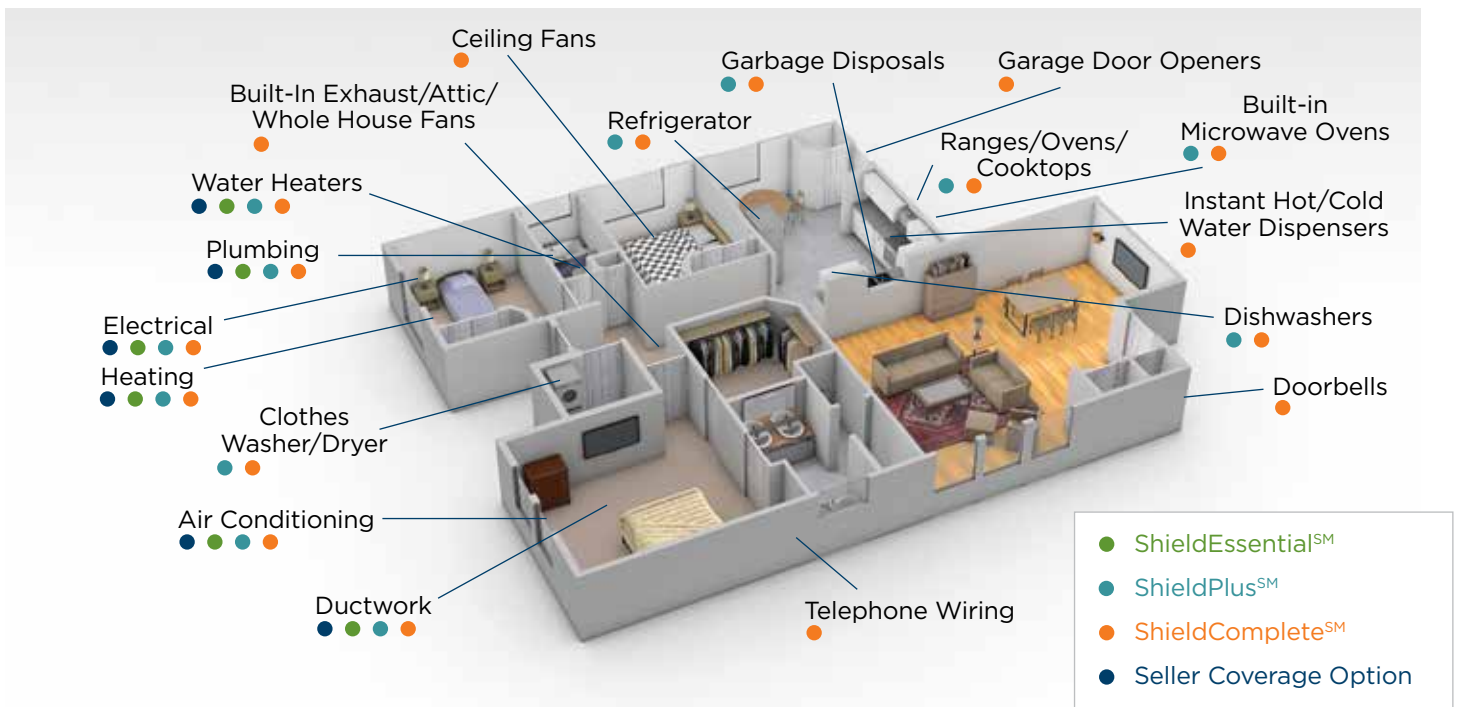 Ceiling Fans
Garbage Disposals
Garage Door Openers
Built-In Exhaust/Attic/
Whole House Fans
Refrigerator
Built-in
Microwave Ovens
Ranges/Ovens/
Cooktops
Water Heaters
Instant Hot/Cold
Water Dispensers
Plumbing
Electrical
Dishwashers
Heating
Doorbells
Clothes
Washer/Dryer
Air Conditioning
Ductwork
Telephone Wiring
ShieldEssential℠
ShieldPlus℠
ShieldComplete℠
Seller Coverage Option